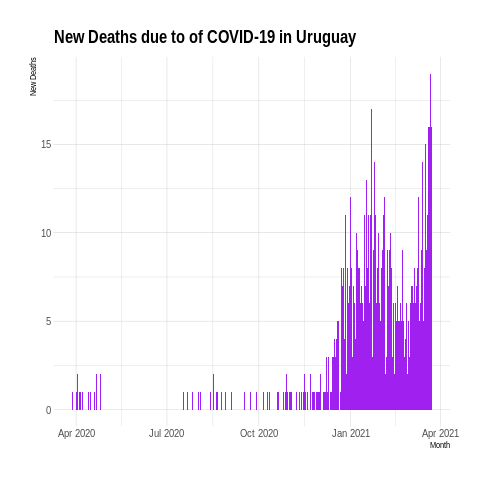 New Deaths due to of COVID-19 in Uruguay
New Deaths
15
10
5
0
Apr 2020 Jul 2020 Oct 2020 Jan 2021 Apr 2021
Month